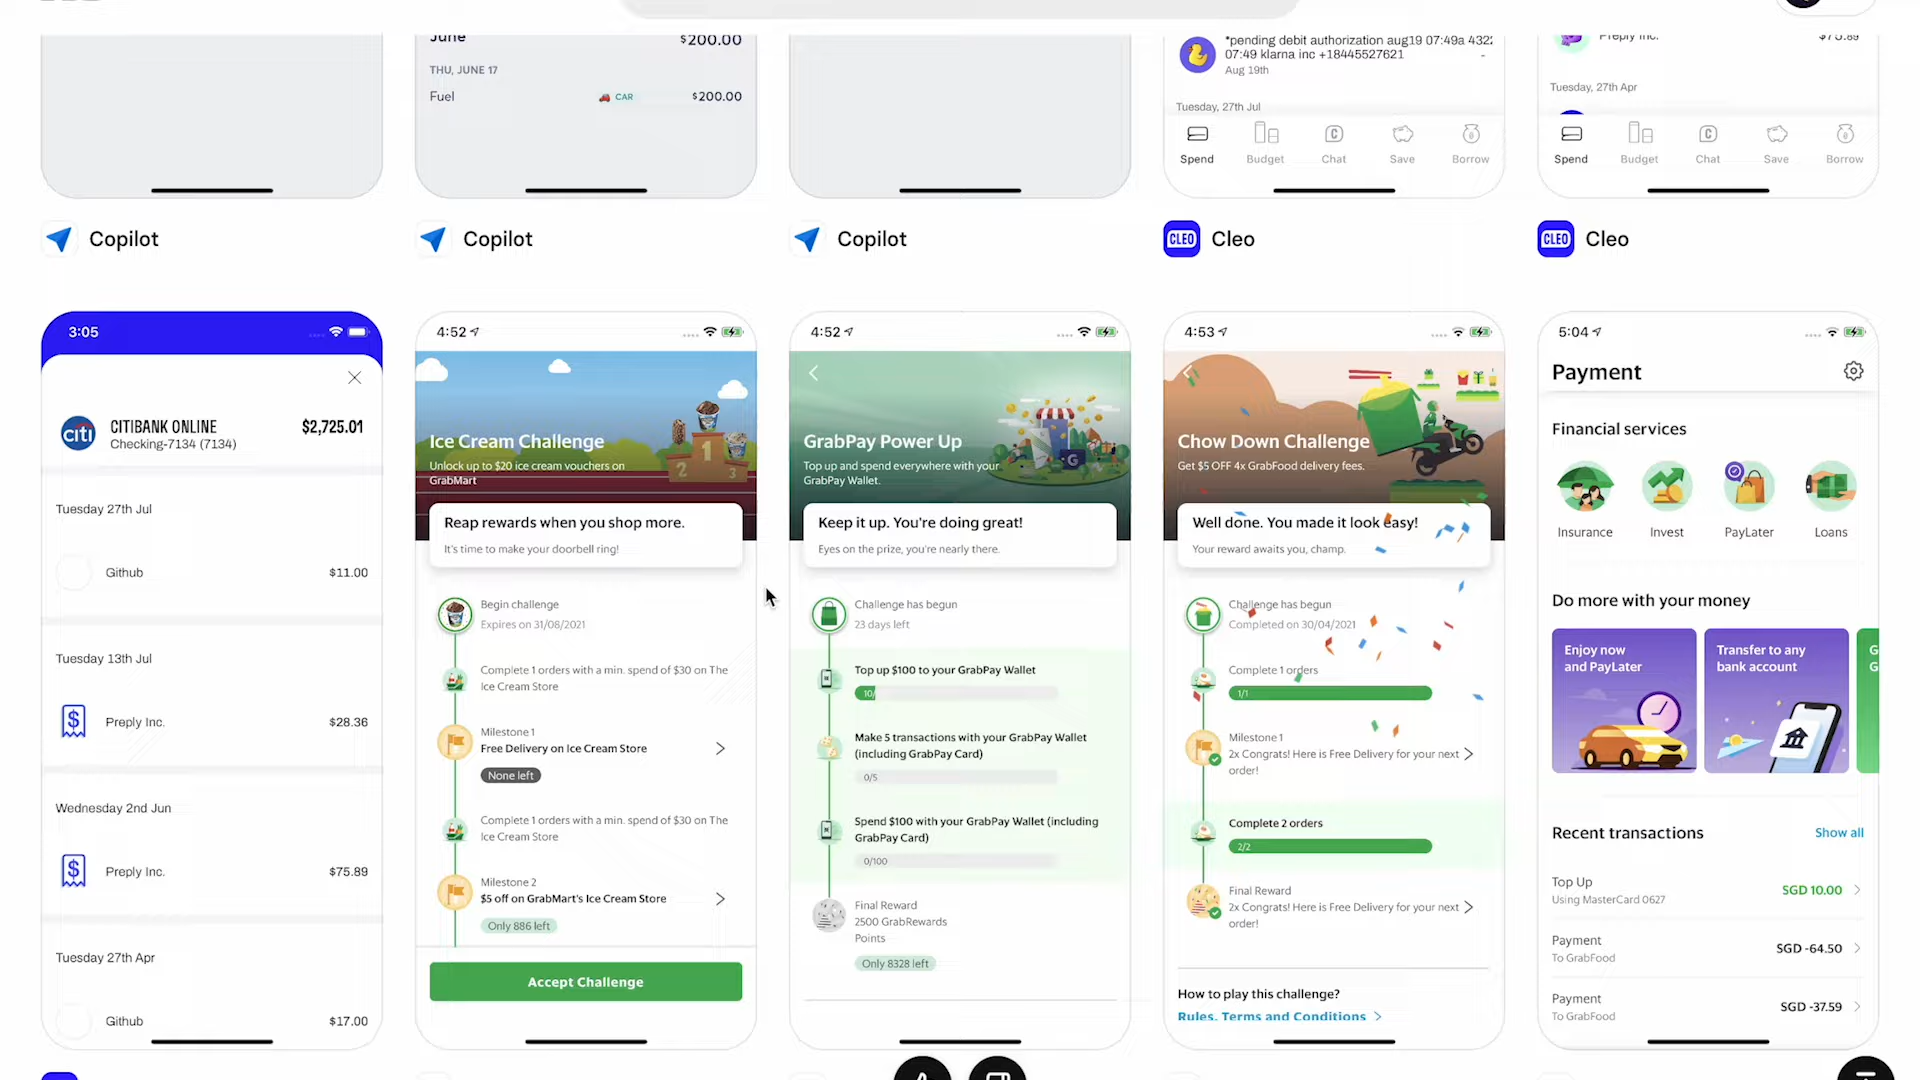 June $200.00
THU, JUNE 17
Fuel CAR $200.00
*pending debit authorization aug19 07:49a 432
07:49 klarna inc +18445527621 -
Aug 19th
Tuesday, 27th Jul
Spend Budget Chat Save Borrow
Preply Inc. $75.89
Tuesday, 27th Apr
Spend Budget Chat Save Borrow
Copilot
Copilot
Copilot
CLEO Cleo
CLEO Cleo
3:05
citi CITIBANK ONLINE $2,725.01
Checking-7134 (7134)
Tuesday 27th Jul
Github $11.00
Tuesday 13th Jul
Preply Inc. $28.36
Wednesday 2nd Jun
Preply Inc. $75.89
Tuesday 27th Apr
Github $17.00
4:52
1
2
3
Ice Cream Challenge
Unlock up to $20 ice cream vouchers on
GrabMart
Reap rewards when you shop more.
It's time to make your doorbell ring!
Begin challenge
Expires on 31/08/2021
Complete 1 orders with a min. spend of $30 on The
Ice Cream Store
Milestone 1
Free Delivery on Ice Cream Store
None left
Complete 1 orders with a min. spend of $30 on The
Ice Cream Store
Milestone 2
$5 off on GrabMart's Ice Cream Store
Only 886 left
Accept Challenge
4:52
G
GrabPay Power Up
Top up and spend everywhere with your
GrabPay Wallet.
Keep it up. You're doing great!
Eyes on the prize, you're nearly there.
Challenge has begun
23 days left
Top up $100 to your GrabPay Wallet
10/
Make 5 transactions with your GrabPay Wallet
(including GrabPay Card)
0/5
Spend $100 with your GrabPay Wallet (including
GrabPay Card)
0/100
Final Reward
2500 GrabRewards
Points
Only 8328 left
4:53
Chow Down Challenge
Get $5 OFF 4x GrabFood delivery fees.
Well done. You made it look easy!
Your reward awaits you, champ.
Challenge has begun
Completed on 30/04/2021
Complete 1 orders
1/1
Milestone 1
2x Congrats! Here is Free Delivery for your next
order!
Complete 2 orders
2/2
Final Reward
2x Congrats! Here is Free Delivery for your next
order!
How to play this challenge?
Rules, Terms and Conditions
5:04
Payment
Financial services
Insurance Invest PayLater Loans
Do more with your money
Enjoy now
and PayLater
Transfer to any
bank account
G
G
Recent transactions Show all
Top Up SGD 10.00
Using MasterCard 0627
Payment SGD -64.50
To GrabFood
Payment SGD -37.59
To GrabFood